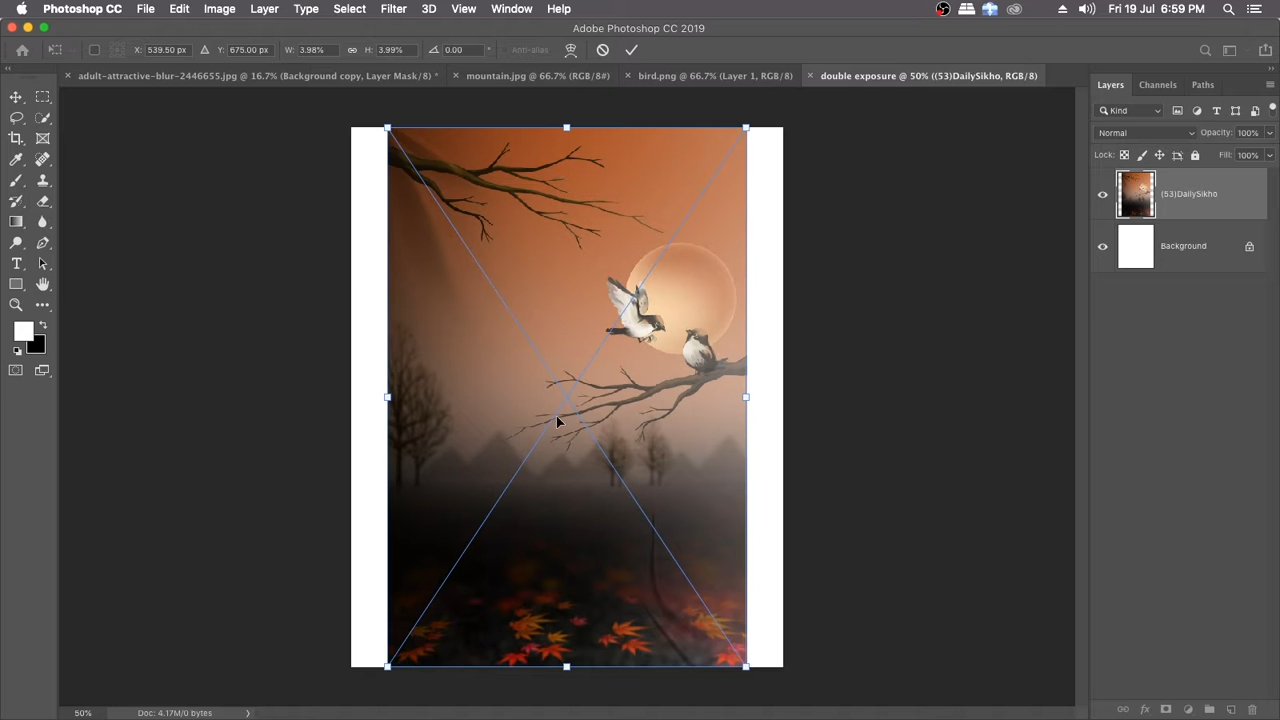 Photoshop CC File Edit Image Layer Type Select Filter 3D View Window Help Fri 19 Jul 6:59 PM
Adobe Photoshop CC 2019
X: 539.50 px Y: 675.00 px W: 3.98% H: 3.99% 0.00 ° Anti-alias
× adult-attractive-blur-2446655.jpg @ 16.7% (Background copy, Layer Mask/8) * × mountain.jpg @ 66.7% (RGB/8#) × bird.png @ 66.7% (Layer 1, RGB/8) × double exposure @ 50% ((53)DailySikho, RGB/8)
Layers Channels Paths
Kind
Normal Opacity: 100%
Lock: Fill: 100%
(53)DailySikho
Background
50% Doc: 4.17M/0 bytes